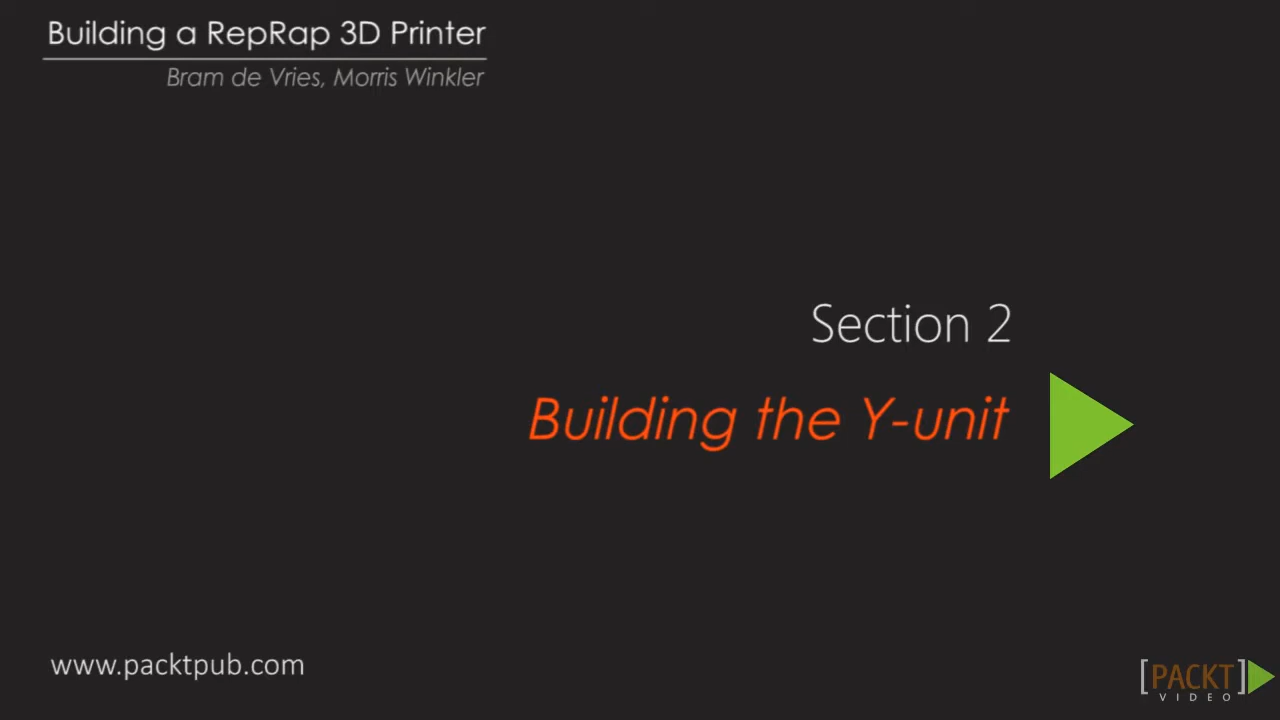 Building a RepRap 3D Printer
Bram de Vries, Morris Winkler
Section 2
Building the Y-unit
www.packtpub.com
[PACKT]
VIDEO